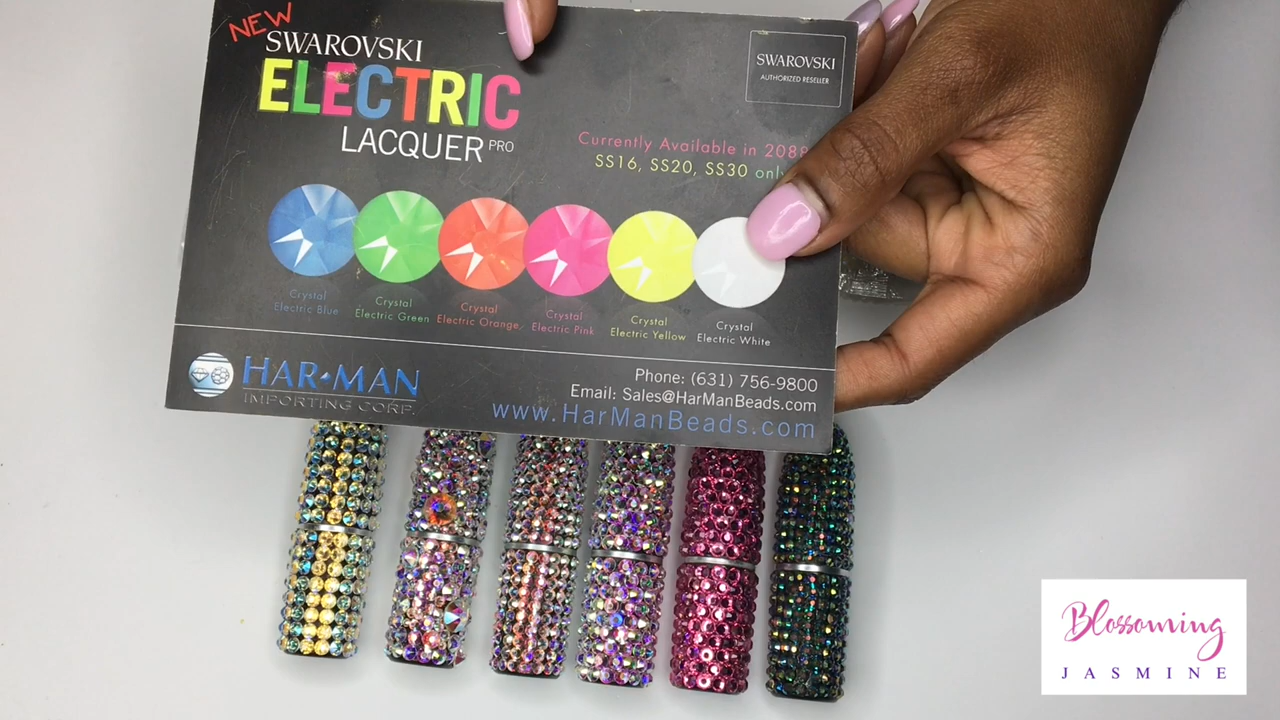 NEW
SWAROVSKI
ELECTRIC
LACQUER PRO
SWAROVSKI
AUTHORIZED RESELLER
Currently Available in 2088
SS16, SS20, SS30 only
Crystal
Electric Blue
Crystal
Electric Green
Crystal
Electric Orange
Crystal
Electric Pink
Crystal
Electric Yellow
Crystal
Electric White
HAR-MAN
IMPORTING CORP.
Phone: (631) 756-9800
Email: Sales@HarManBeads.com
www.HarManBeads.com
Blossoming
JASMINE